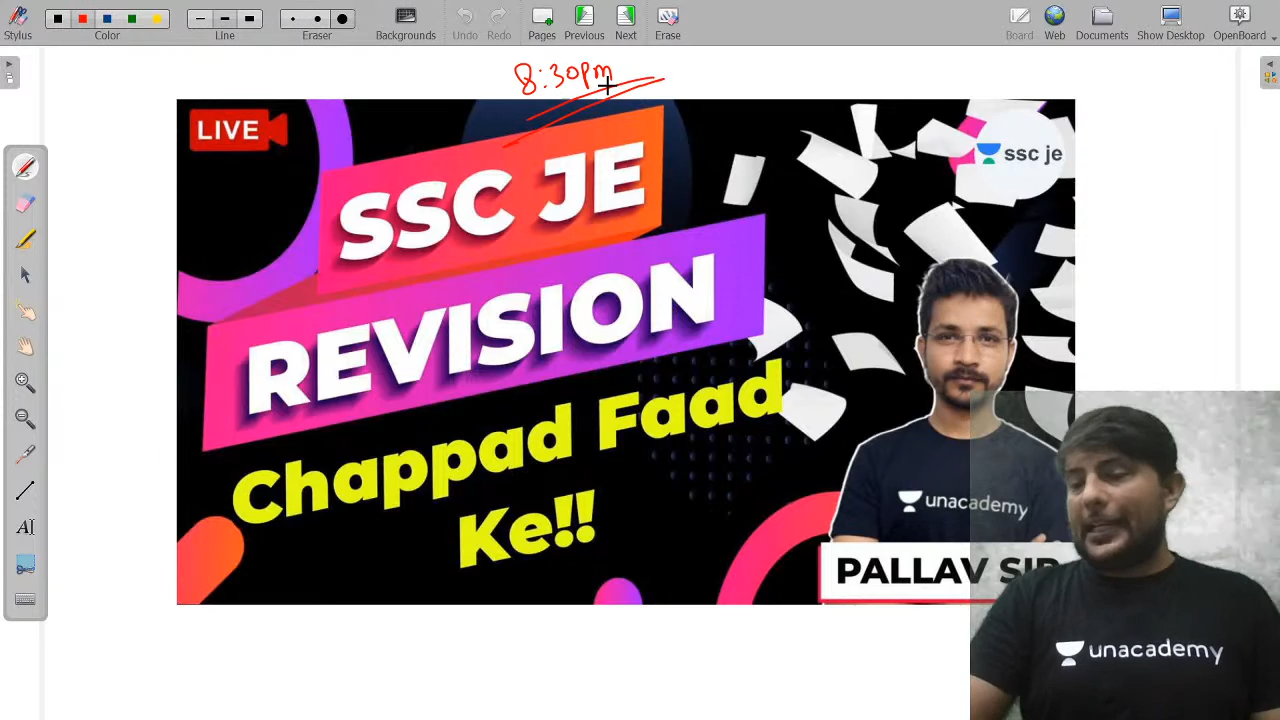 Stylus
Color
Line
Eraser
Backgrounds
Undo
Redo
Pages
Previous
Next
Erase
Board
Web
Documents
Show Desktop
OpenBoard
8:30pm
LIVE
ssc je
SSC JE
REVISION
Chappad Faad
Ke!!
unacademy
PALLAV SIR
unacademy